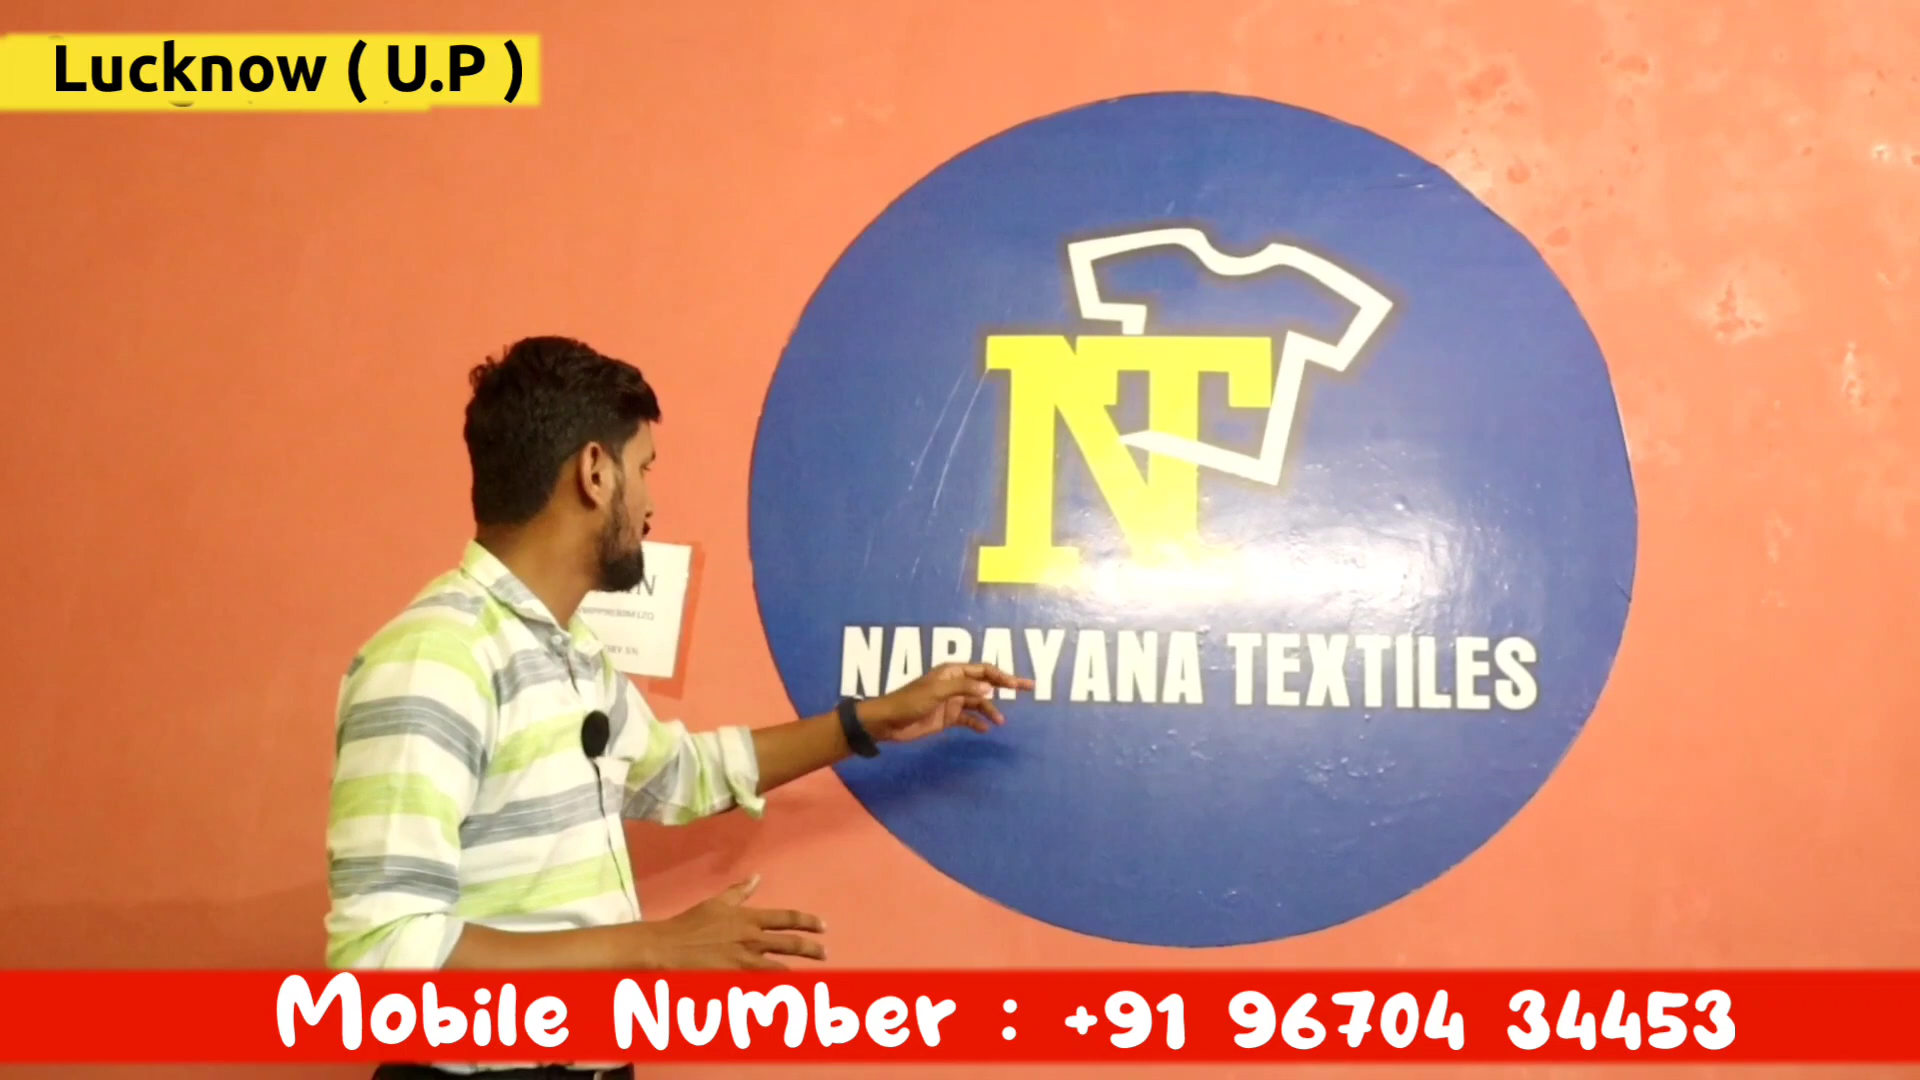 Lucknow ( U.P )
NT
NARAYANA TEXTILES
Mobile Number : +91 96704 34453